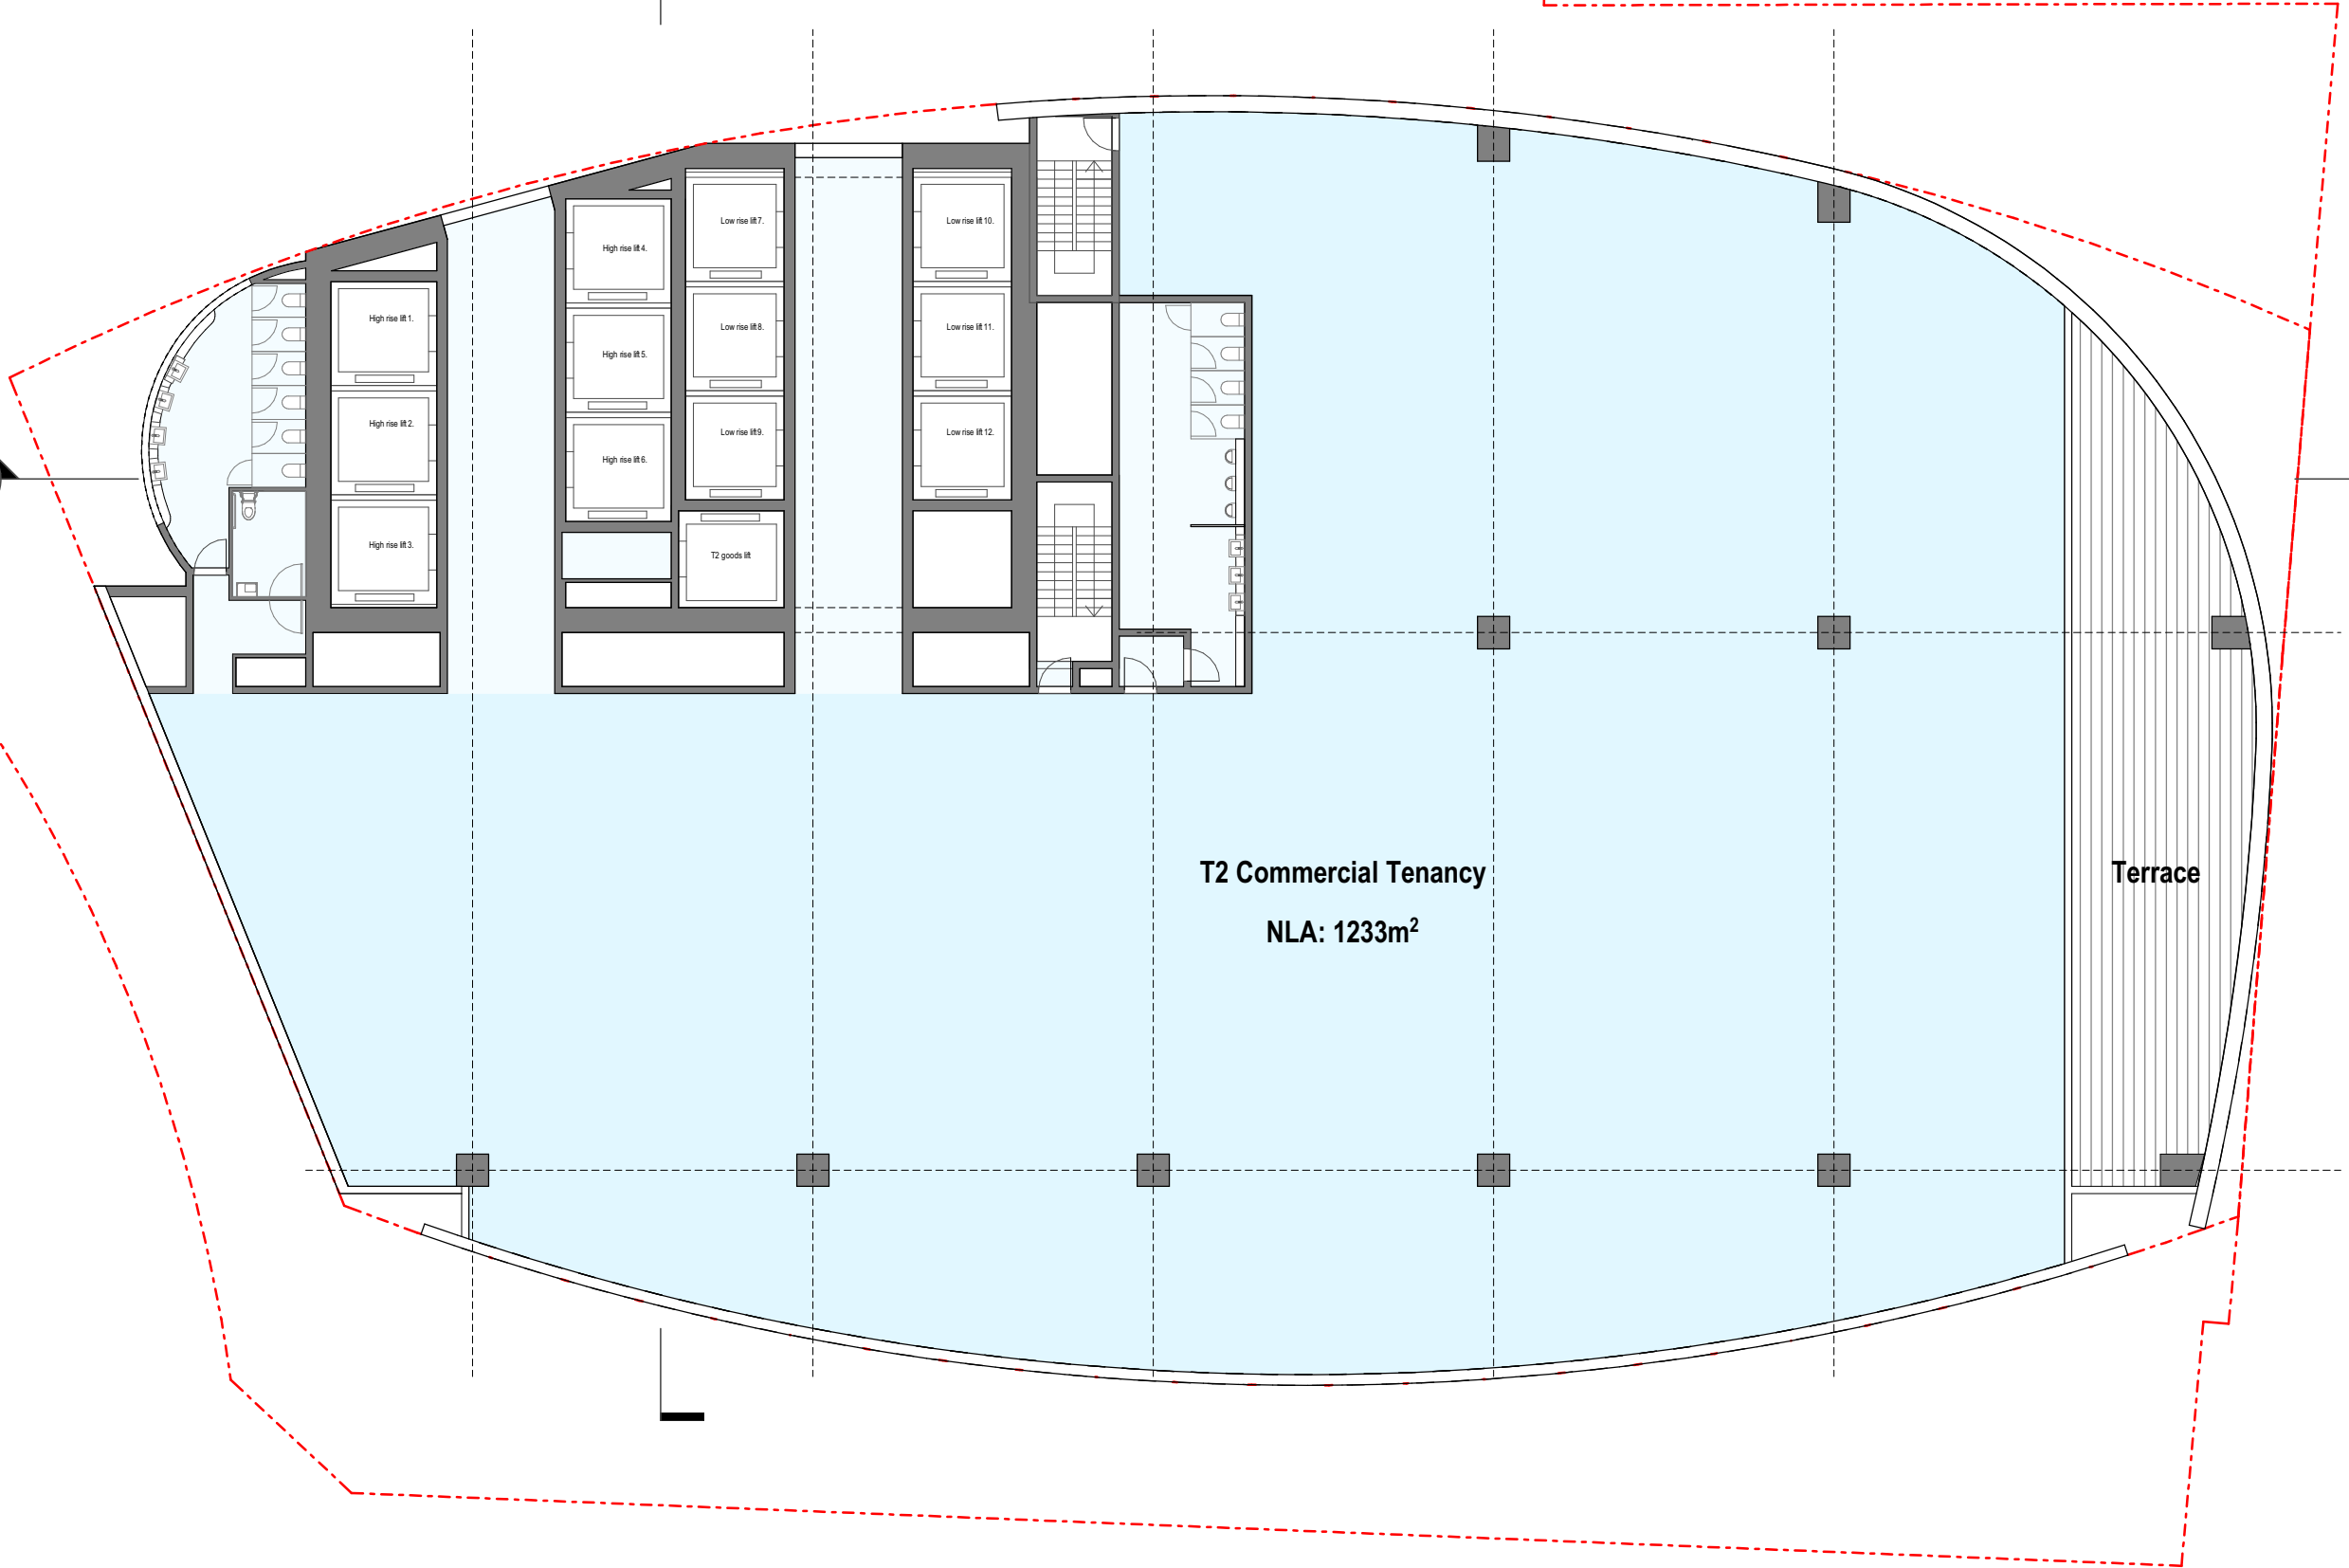 Low rise lift 7.
Low rise lift 10.
High rise lift 4.
High rise lift 1.
Low rise lift 8.
Low rise lift 11.
High rise lift 5.
High rise lift 2.
Low rise lift 9.
Low rise lift 12.
High rise lift 6.
High rise lift 3.
T2 goods lift
T2 Commercial Tenancy
Terrace
NLA: 1233m²